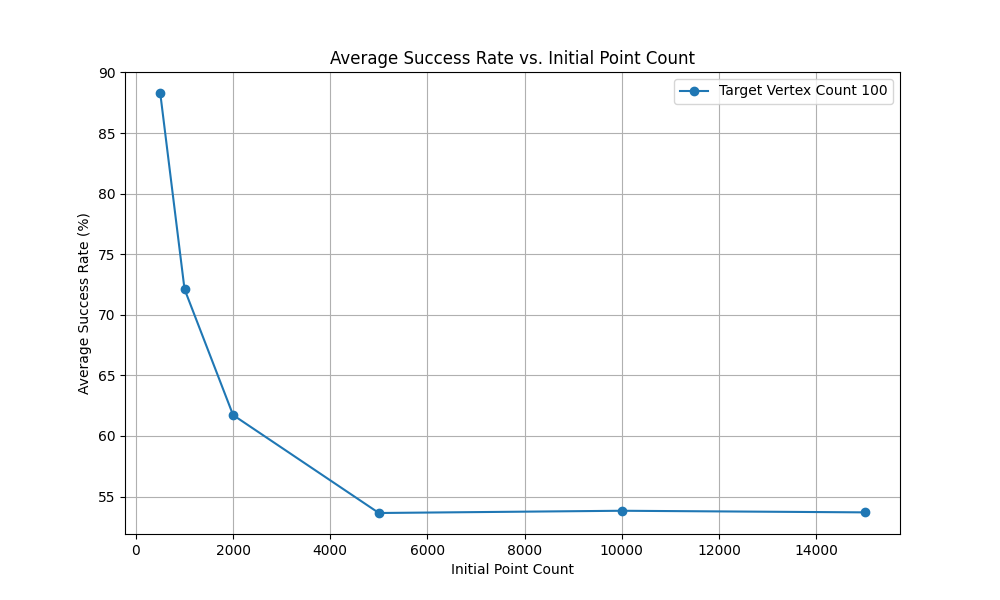 Average Success Rate vs. Initial Point Count
Target Vertex Count 100
Average Success Rate (%)
90
85
80
75
70
65
60
55
0 2000 4000 6000 8000 10000 12000 14000
Initial Point Count